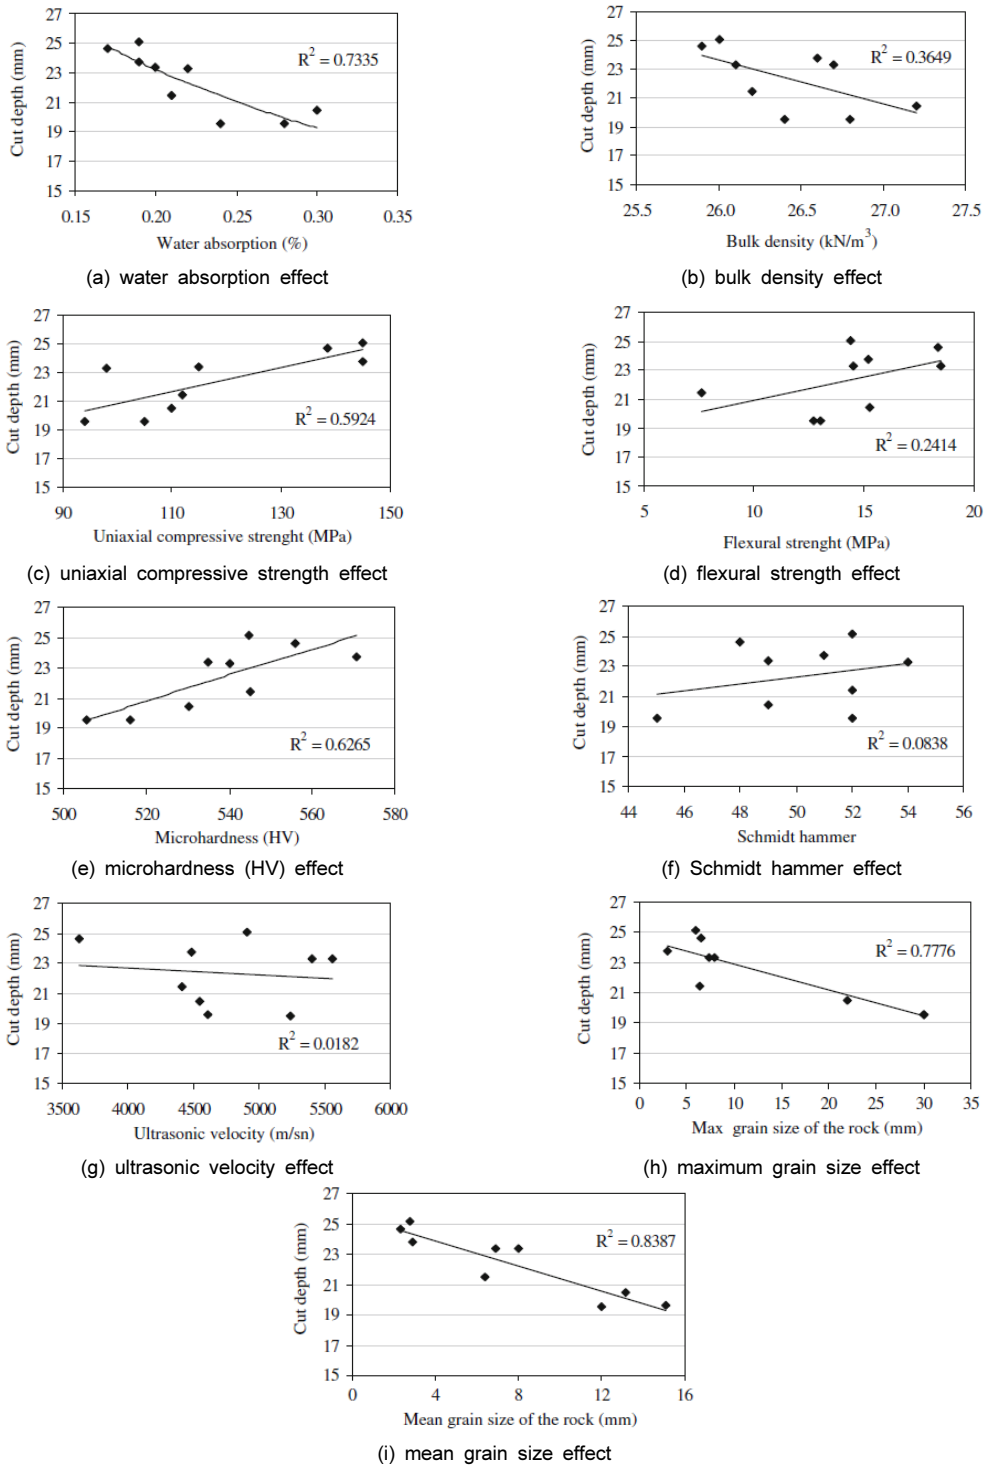 27
25
23
21
19
17
15
Cut depth (mm)
R² = 0.7335
0.15 0.20 0.25 0.30 0.35
Water absorption (%)
(a) water absorption effect
27
25
23
21
19
17
15
Cut depth (mm)
R² = 0.3649
25.5 26.0 26.5 27.0 27.5
Bulk density (kN/m³)
(b) bulk density effect
27
25
23
21
19
17
15
Cut depth (mm)
R² = 0.5924
90 110 130 150
Uniaxial compressive strenght (MPa)
(c) uniaxial compressive strength effect
27
25
23
21
19
17
15
Cut depth (mm)
R² = 0.2414
5 10 15 20
Flexural strenght (MPa)
(d) flexural strength effect
27
25
23
21
19
17
15
Cut depth (mm)
R² = 0.6265
500 520 540 560 580
Microhardness (HV)
(e) microhardness (HV) effect
27
25
23
21
19
17
15
Cut depth (mm)
R² = 0.0838
44 46 48 50 52 54 56
Schmidt hammer
(f) Schmidt hammer effect
27
25
23
21
19
17
15
Cut depth (mm)
R² = 0.0182
3500 4000 4500 5000 5500 6000
Ultrasonic velocity (m/sn)
(g) ultrasonic velocity effect
27
25
23
21
19
17
15
Cut depth (mm)
R² = 0.7776
0 5 10 15 20 25 30 35
Max grain size of the rock (mm)
(h) maximum grain size effect
27
25
23
21
19
17
15
Cut depth (mm)
R² = 0.8387
0 4 8 12 16
Mean grain size of the rock (mm)
(i) mean grain size effect